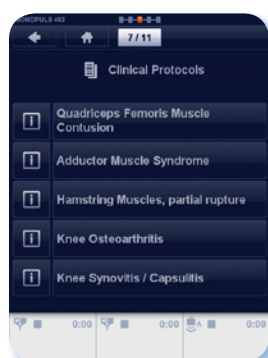 SONOPULS 492
7/11
Clinical Protocols
Quadriceps Femoris Muscle
Contusion
Adductor Muscle Syndrome
Hamstring Muscles, partial rupture
Knee Osteoarthritis
Knee Synovitis / Capsulitis
0:00 0:00 A 0:00